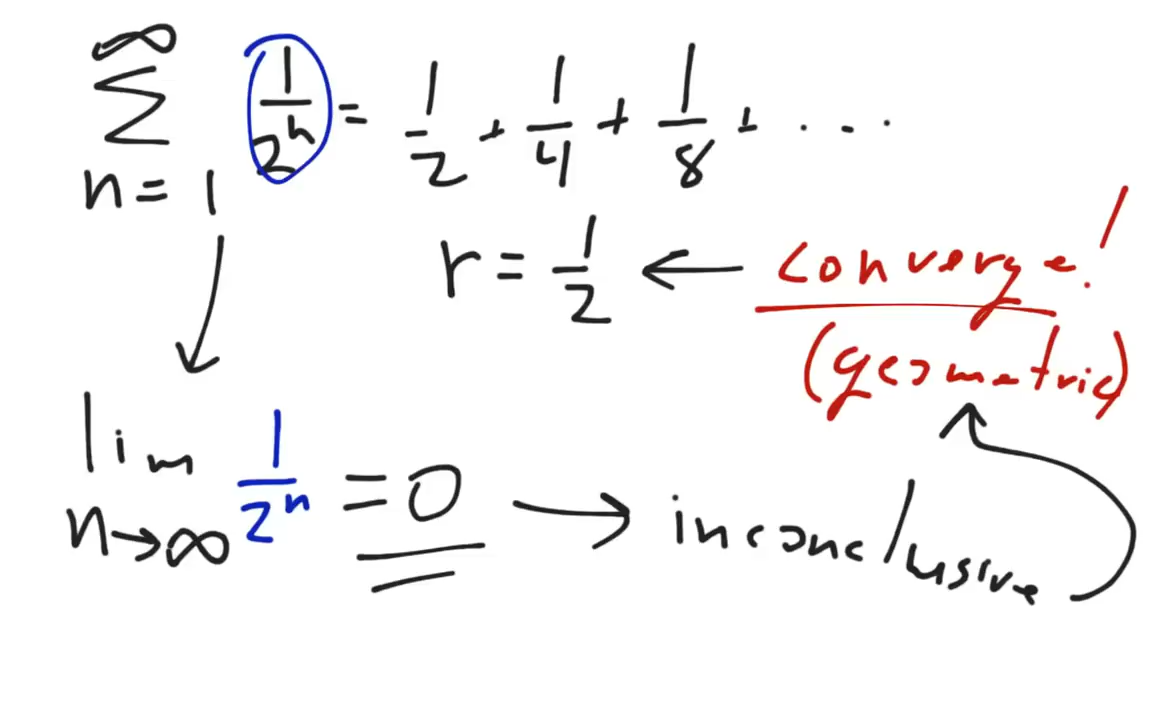 ∞
∑ 1/2ⁿ = 1/2 + 1/4 + 1/8 + ...
n = 1
r = 1/2 ← converge!
(geometric)
lim 1/2ⁿ = 0 → inconclusive
n→∞